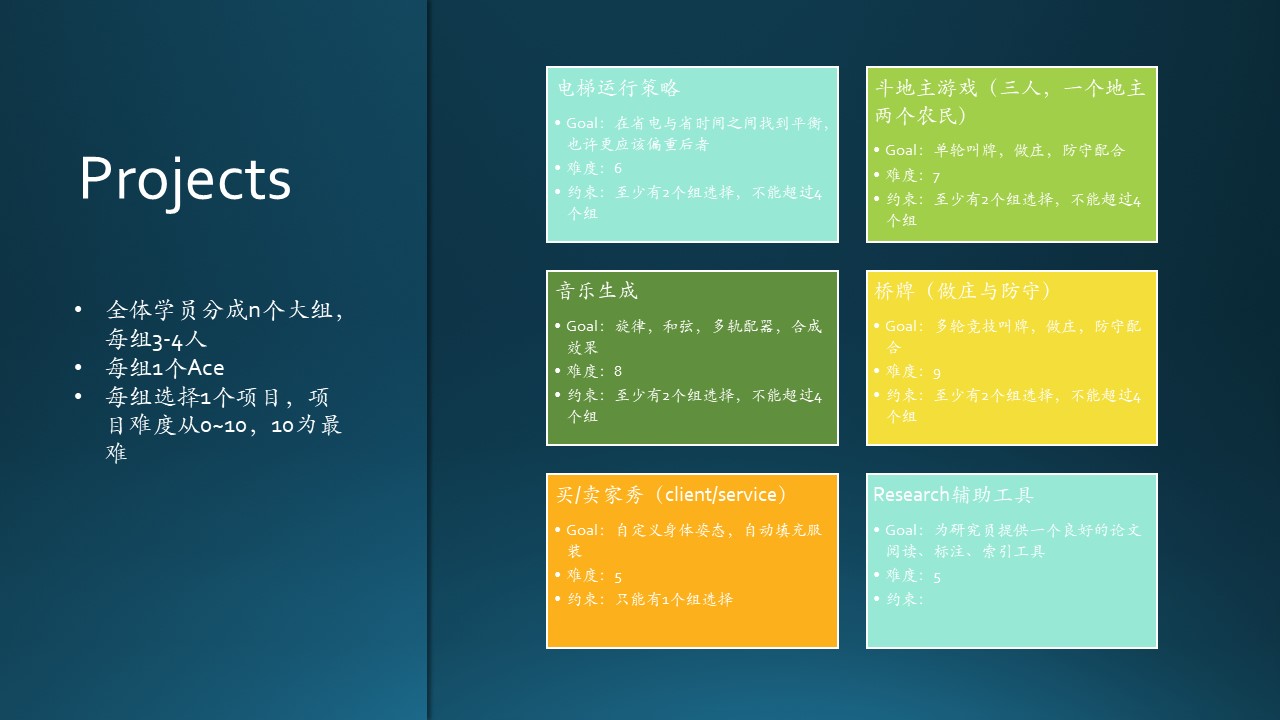 Projects
• 全体学员分成n个大组，
每组3-4人
• 每组1个Ace
• 每组选择1个项目，项
目难度从0~10，10为最
难
电梯运行策略
• Goal：在省电与省时间之间找到平衡，
也许更应该偏重后者
• 难度：6
• 约束：至少有2个组选择，不能超过4
个组
斗地主游戏（三人，一个地主
两个农民）
• Goal：单轮叫牌，做庄，防守配合
• 难度：7
• 约束：至少有2个组选择，不能超过4
个组
音乐生成
• Goal：旋律，和弦，多轨配器，合成
效果
• 难度：8
• 约束：至少有2个组选择，不能超过4
个组
桥牌（做庄与防守）
• Goal：多轮竞技叫牌，做庄，防守配
合
• 难度：9
• 约束：至少有2个组选择，不能超过4
个组
买/卖家秀（client/service）
• Goal：自定义身体姿态，自动填充服
装
• 难度：5
• 约束：只能有1个组选择
Research辅助工具
• Goal：为研究员提供一个良好的论文
阅读、标注、索引工具
• 难度：5
• 约束：